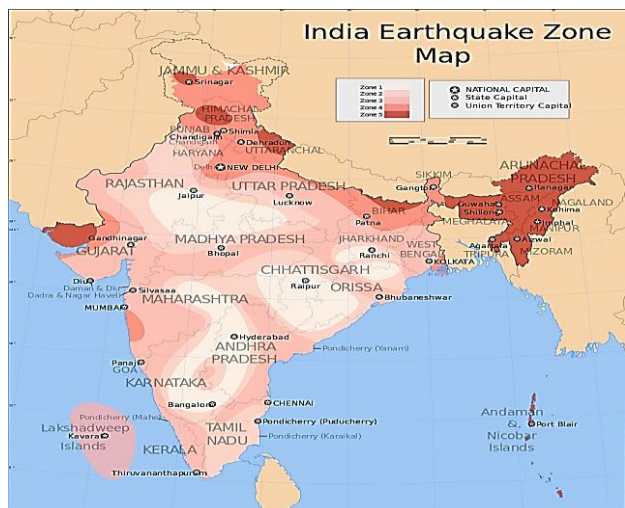 India Earthquake Zone
Map
Zone 1
Zone 2
Zone 3
Zone 4
Zone 5
NATIONAL CAPITAL
State Capital
Union Territory Capital
JAMMU & KASHMIR
Srinagar
HIMACHAL
PRADESH
PUNJAB
Shimla
Chandigarh
Chandigarh
Dehradun
UTTARANCHAL
HARYANA
Delhi
NEW DELHI
RAJASTHAN
Jaipur
UTTAR PRADESH
Lucknow
SIKKIM
Gangtok
ARUNACHAL
PRADESH
Itanagar
ASSAM
NAGALAND
Kohima
Shillong
MEGHALAYA
Imphal
MANIPUR
BIHAR
Patna
Agartala
Aizwal
TRIPURA
MIZORAM
Gandhinagar
GUJARAT
MADHYA PRADESH
Bhopal
JHARKHAND
Ranchi
WEST
BENGAL
KOLKATA
CHHATTISGARH
Raipur
ORISSA
Bhubaneshwar
Diu
Daman & Diu
Dadra & Nagar Haveli
Silvasaa
MAHARASHTRA
MUMBAI
Hyderabad
ANDHRA
PRADESH
Pondicherry (Yanam)
Panaji
GOA
KARNATAKA
Bangalore
CHENNAI
Pondicherry (Mahe)
Pondicherry (Puducherry)
Pondicherry (Karaikal)
TAMIL
NADU
Lakshadweep
Kavarati
Islands
KERALA
Thiruvananthapuram
Andaman
&
Nicobar
Islands
Port Blair